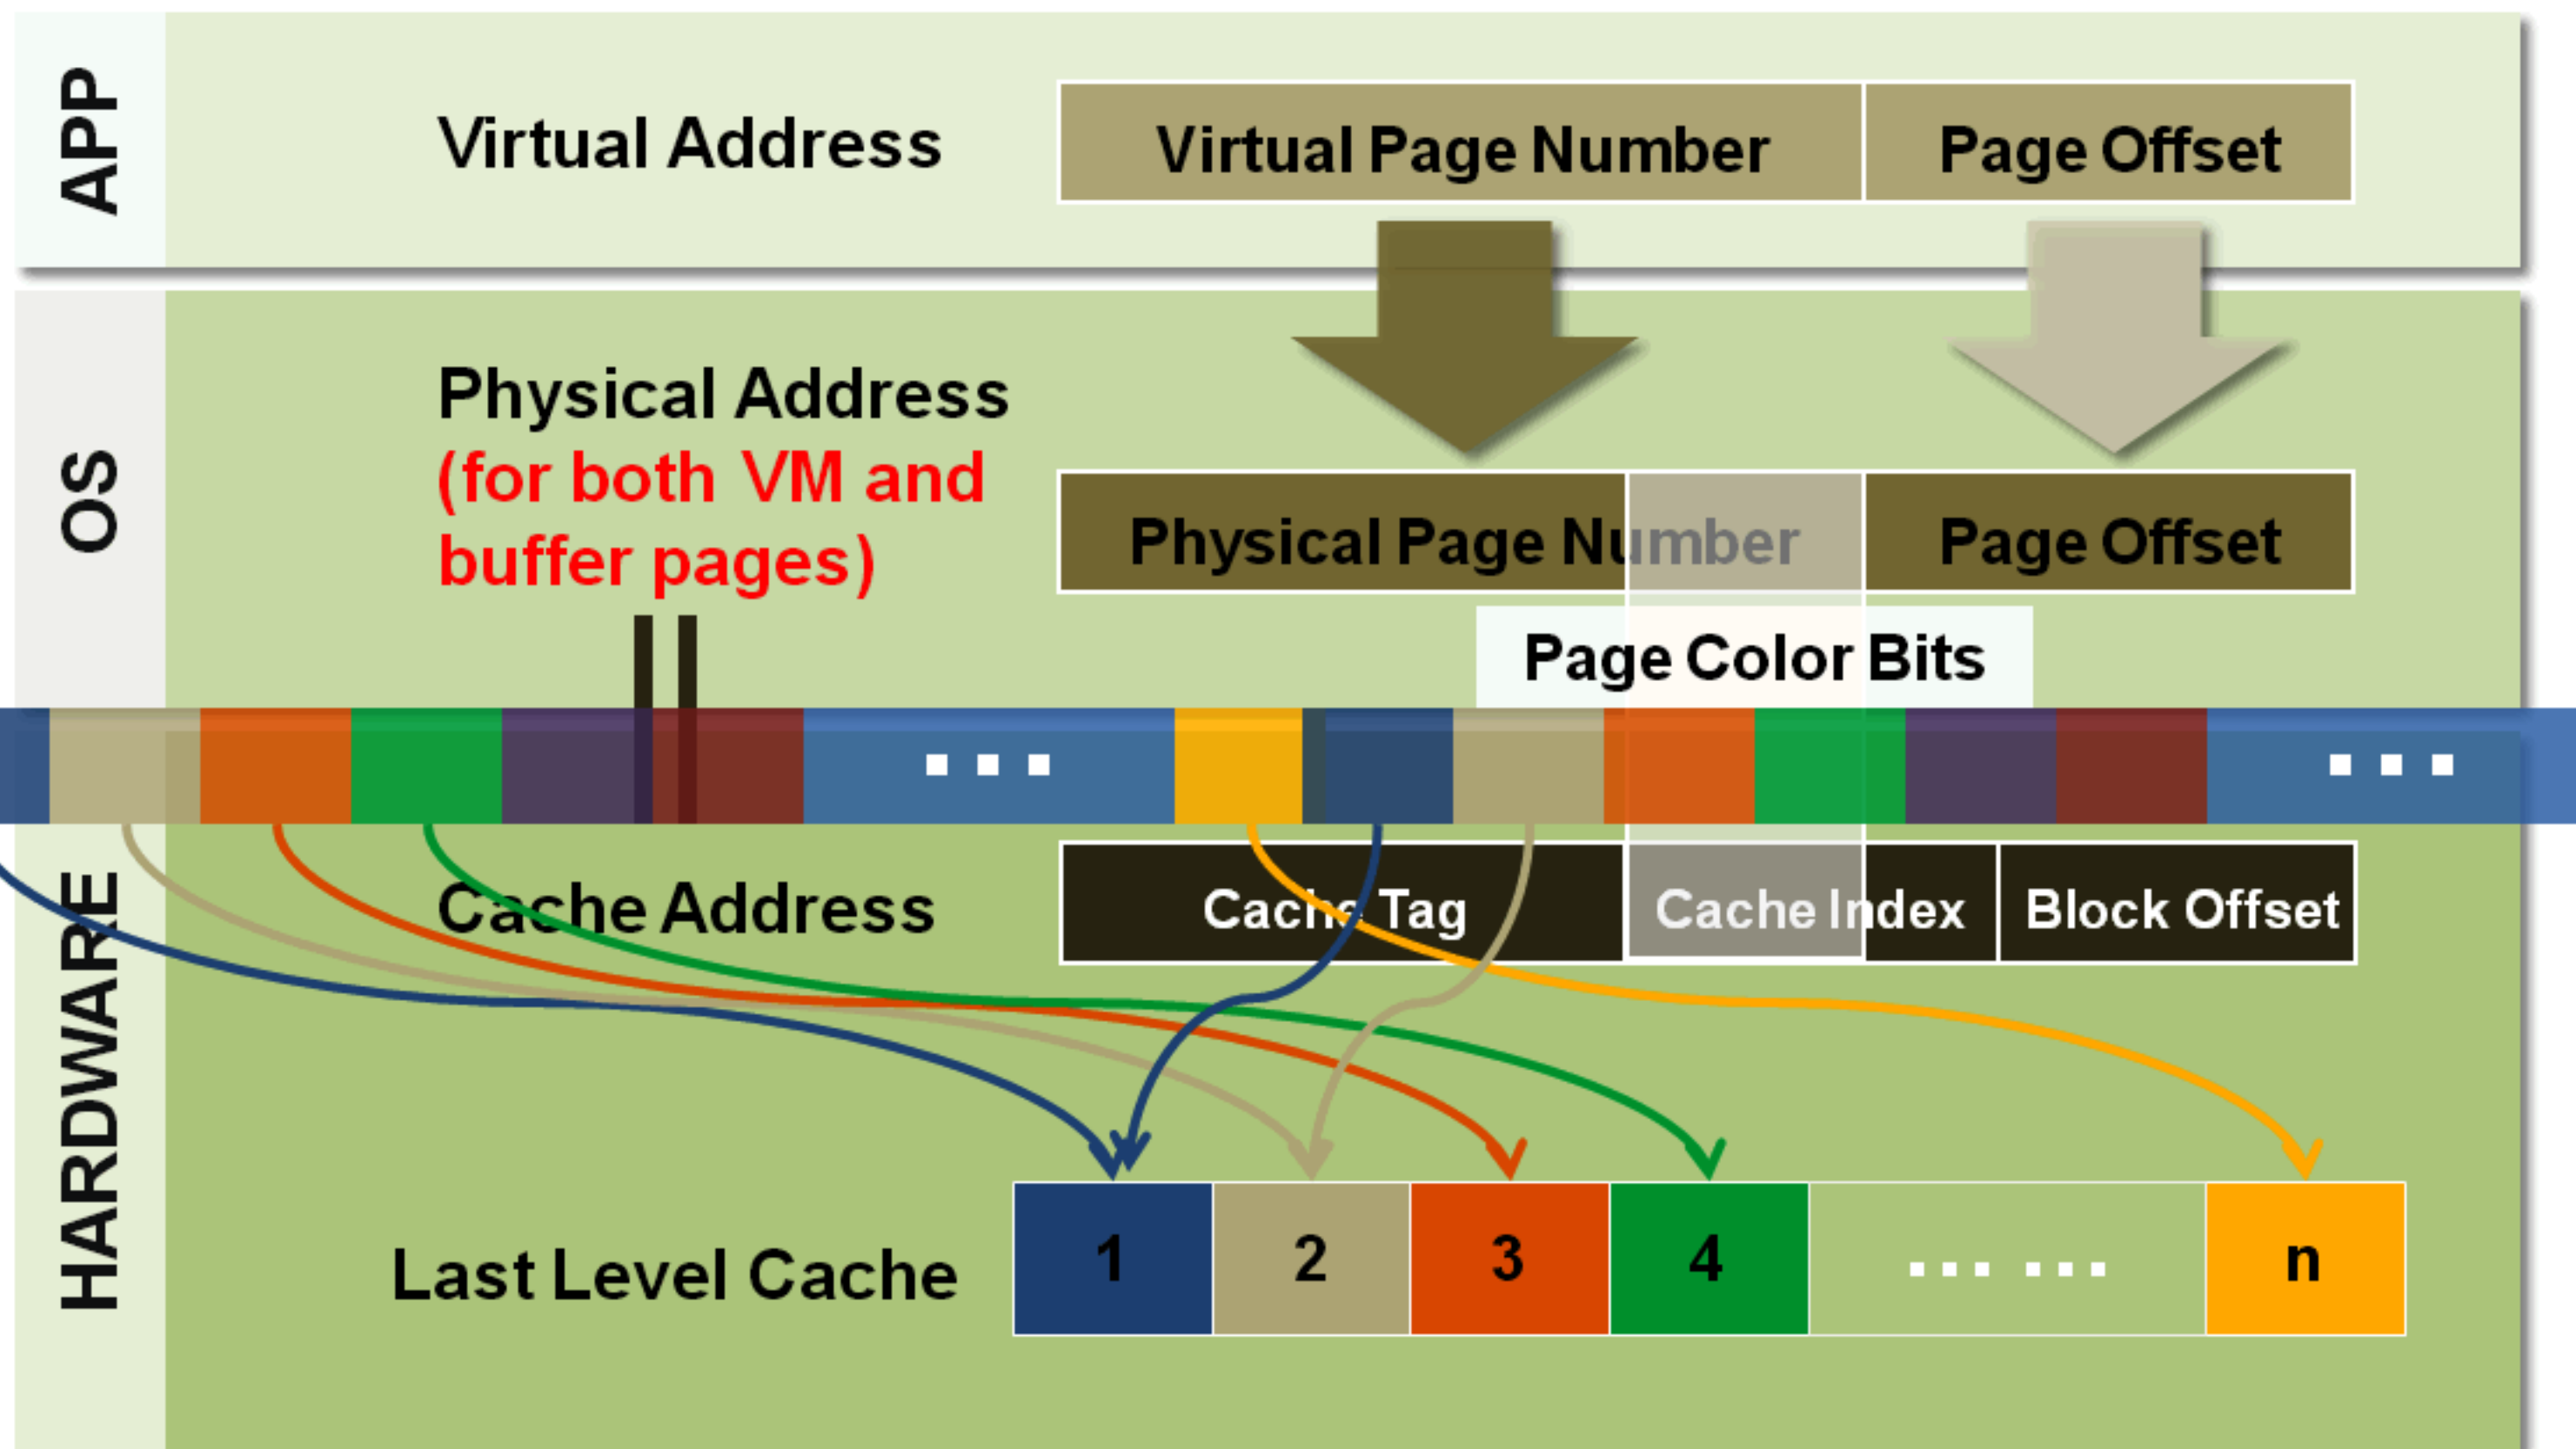 APP
Virtual Address
Virtual Page Number
Page Offset
OS
Physical Address
(for both VM and
buffer pages)
Physical Page Number
Page Offset
Page Color Bits
...
...
HARDWARE
Cache Address
Cache Tag
Cache Index
Block Offset
Last Level Cache
1
2
3
4
... ...
n